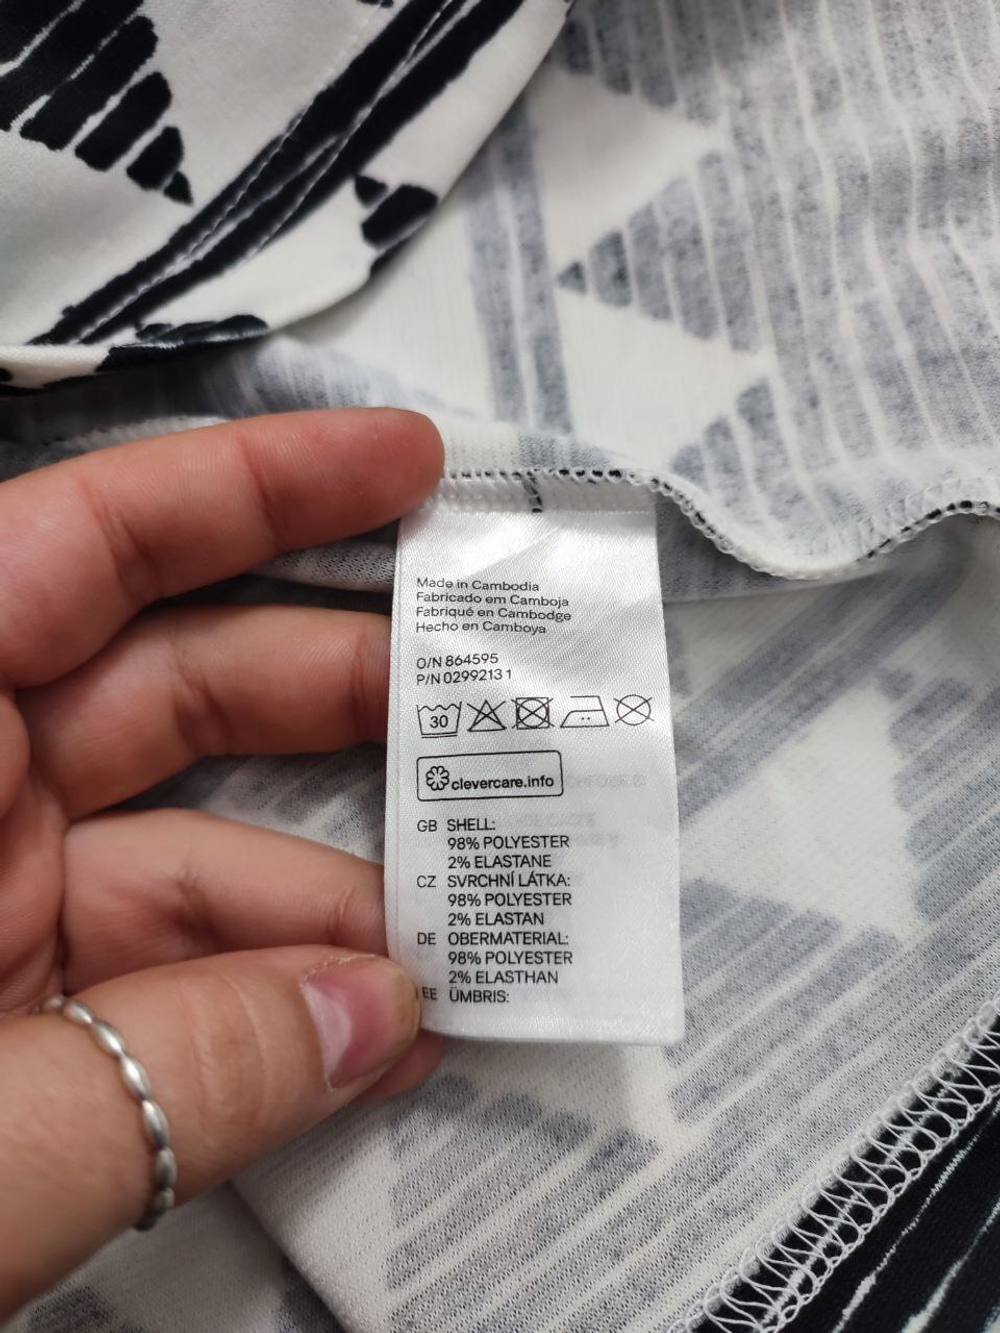 Made in Cambodia
Fabricado em Camboja
Fabriqué en Cambodge
Hecho en Camboya
O/N 864595
P/N 0299213 1
30
clevercare.info
GB SHELL:
98% POLYESTER
2% ELASTANE
CZ SVRCHNÍ LÁTKA:
98% POLYESTER
2% ELASTAN
DE OBERMATERIAL:
98% POLYESTER
2% ELASTHAN
EE ÜMBRIS: